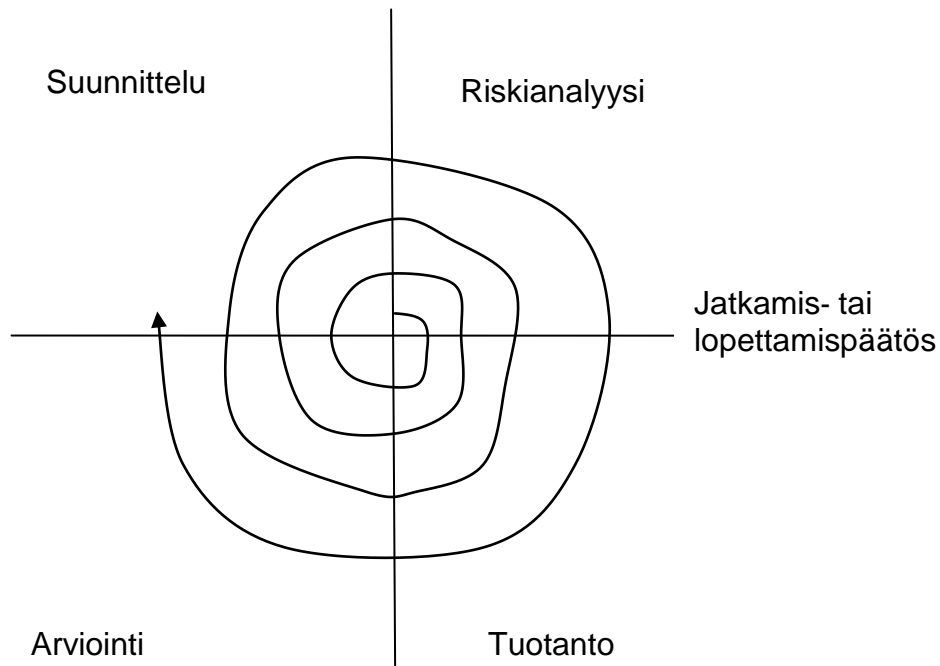 Suunnittelu
Riskianalyysi
Jatkamis- tai
lopettamispäätös
Arviointi
Tuotanto